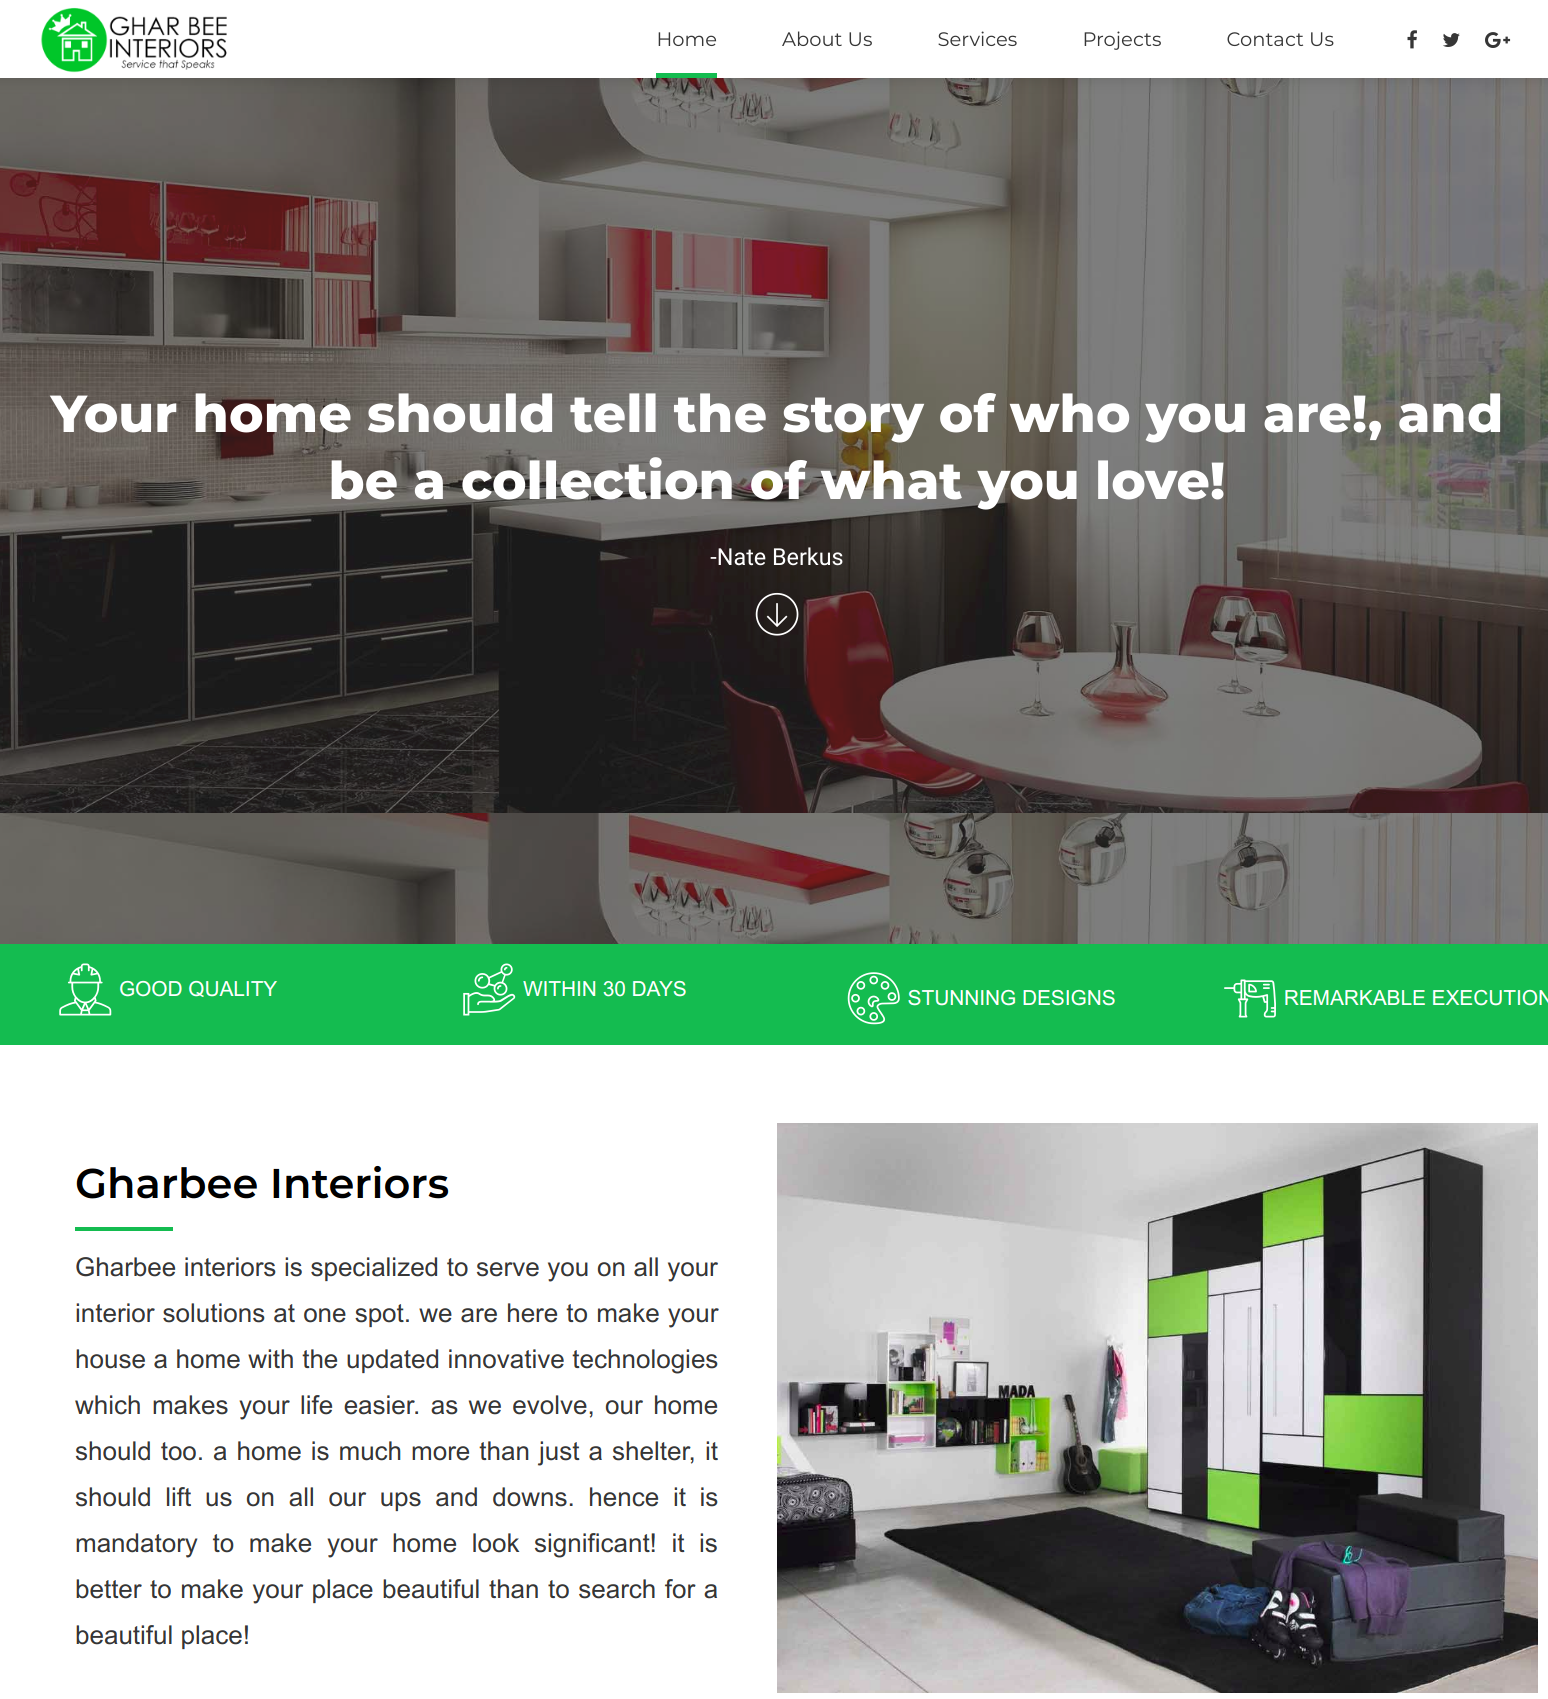 GHAR BEE
INTERIORS
Service that Speaks
Home About Us Services Projects Contact Us
Your home should tell the story of who you are!, and
be a collection of what you love!
-Nate Berkus
GOOD QUALITY WITHIN 30 DAYS STUNNING DESIGNS REMARKABLE EXECUTION
Gharbee Interiors
Gharbee interiors is specialized to serve you on all your
interior solutions at one spot. we are here to make your
house a home with the updated innovative technologies
which makes your life easier. as we evolve, our home
should too. a home is much more than just a shelter, it
should lift us on all our ups and downs. hence it is
mandatory to make your home look significant! it is
better to make your place beautiful than to search for a
beautiful place!
MADA